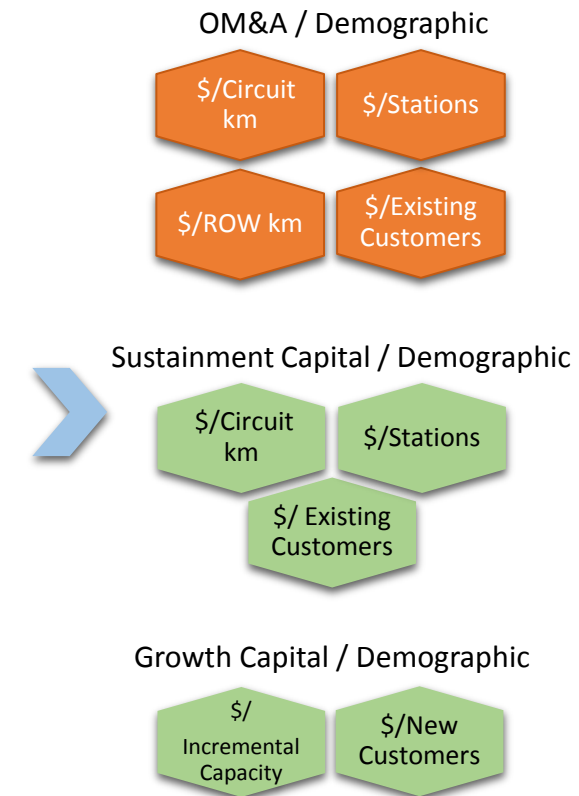 OM&A / Demographic
$/Circuit
km
$/Stations
$/ROW km
$/Existing
Customers
Sustainment Capital / Demographic
$/Circuit
km
$/Stations
$/ Existing
Customers
Growth Capital / Demographic
$/
Incremental
Capacity
$/New
Customers